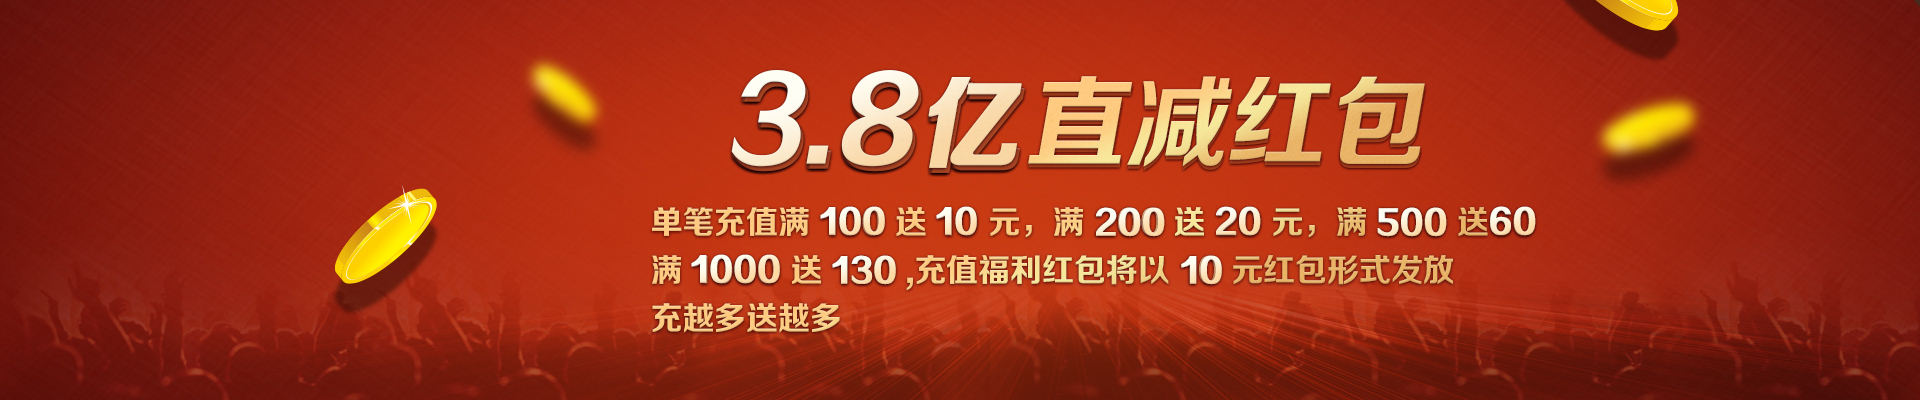 3.8亿直减红包
单笔充值满 100 送 10 元，满 200 送 20 元，满 500 送60
满 1000 送 130 ,充值福利红包将以 10 元红包形式发放
充越多送越多